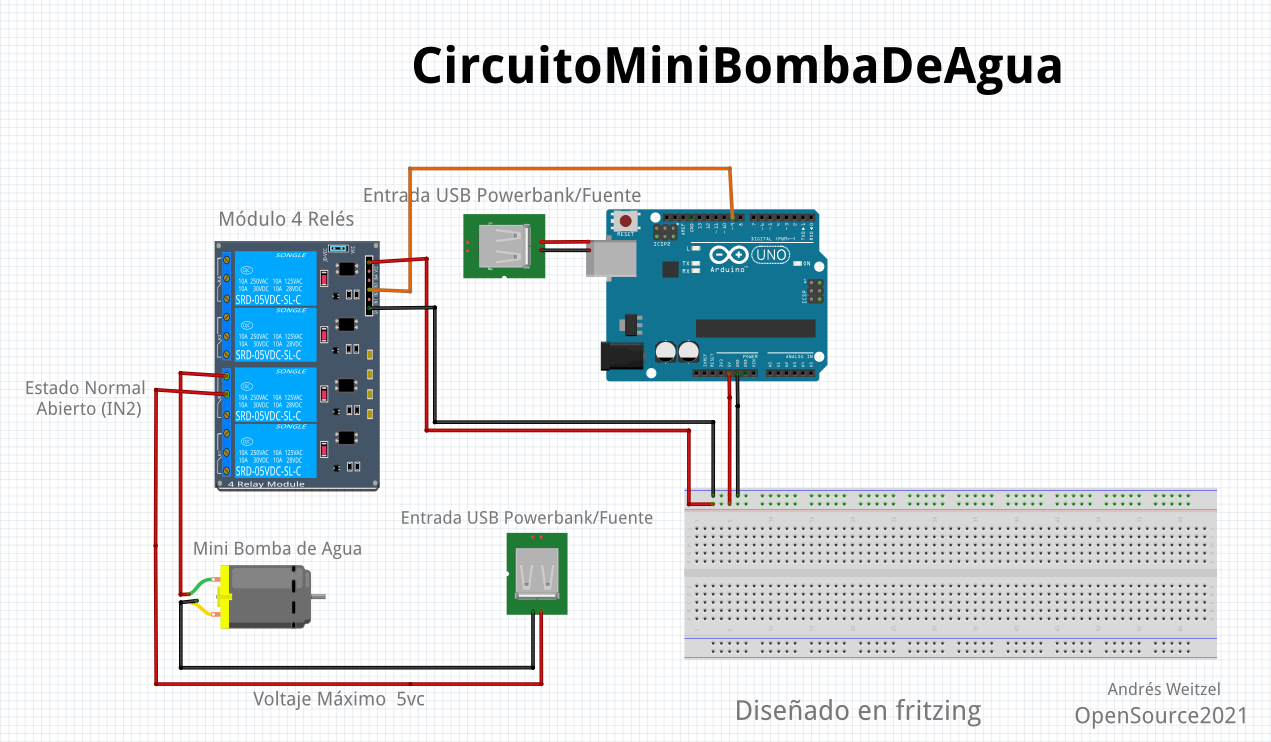 CircuitoMiniBombaDeAgua
Entrada USB Powerbank/Fuente
Módulo 4 Relés
RESET
ICSP2
AREF
GND
DIGITAL (PWM~)
L
TX
RX
Arduino™
UNO
ON
ICSP
POWER
ANALOG IN
SONGLE
10A 250VAC 10A 125VAC
10A 30VDC 10A 28VDC
SRD-05VDC-SL-C
SONGLE
10A 250VAC 10A 125VAC
10A 30VDC 10A 28VDC
SRD-05VDC-SL-C
SONGLE
10A 250VAC 10A 125VAC
10A 30VDC 10A 28VDC
SRD-05VDC-SL-C
SONGLE
10A 250VAC 10A 125VAC
10A 30VDC 10A 28VDC
SRD-05VDC-SL-C
4 Relay Module
Estado Normal
Abierto (IN2)
Entrada USB Powerbank/Fuente
Mini Bomba de Agua
Voltaje Máximo 5vc
Diseñado en fritzing
Andrés Weitzel
OpenSource2021